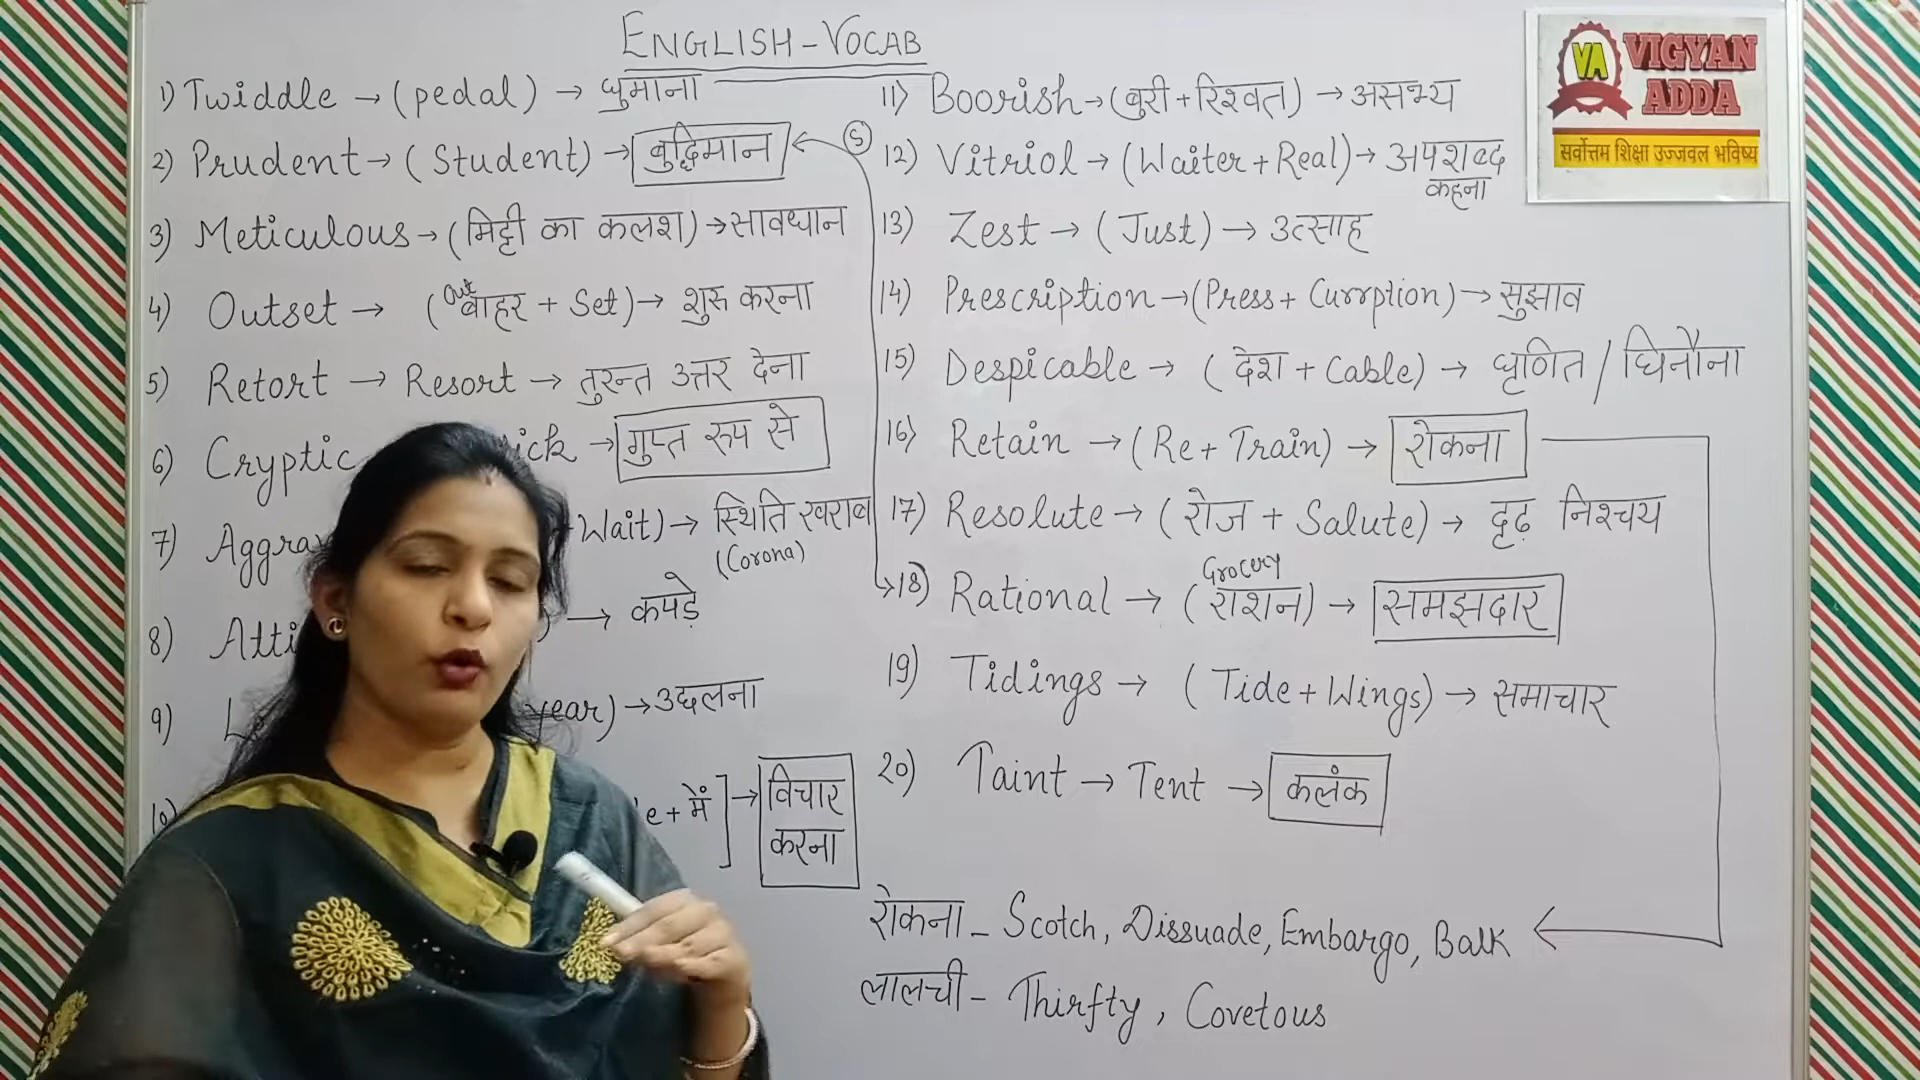 ENGLISH-VOCAB
1) Twiddle → (pedal) → घुमाना
2) Prudent → (Student) → बुद्धिमान
3) Meticulous → (मिट्टी का कलश) → सावधान
4) Outset → (Out बाहर + Set) → शुरु करना
5) Retort → Resort → तुरन्त उत्तर देना
6) Cryptic → गुप्त रुप से
7) Wait) → स्थिति खराब
(Corona)
8) → कपड़े
9) year) → उछलना
10) e + में] → विचार
करना
11) Boorish → (बुरी + रिश्वत) → असभ्य
S
12) Vitriol → (Waiter + Real) → अपशब्द
कहना
13) Zest → (Just) → उत्साह
14) Prescription → (Press + Currption) → सुझाव
15) Despicable → (देश + Cable) → घृणित / घिनौना
16) Retain → (Re + Train) → रोकना
17) Resolute → (रोज + Salute) → दृढ़ निश्चय
Grocery
18) Rational → (राशन) → समझदार
19) Tidings → (Tide + Wings) → समाचार
20) Taint → Tent → कलंक
रोकना - Scotch, Dissuade, Embargo, Balk
लालची - Thirfty, Covetous
VA
VIGYAN
ADDA
सर्वोत्तम शिक्षा उज्जवल भविष्य